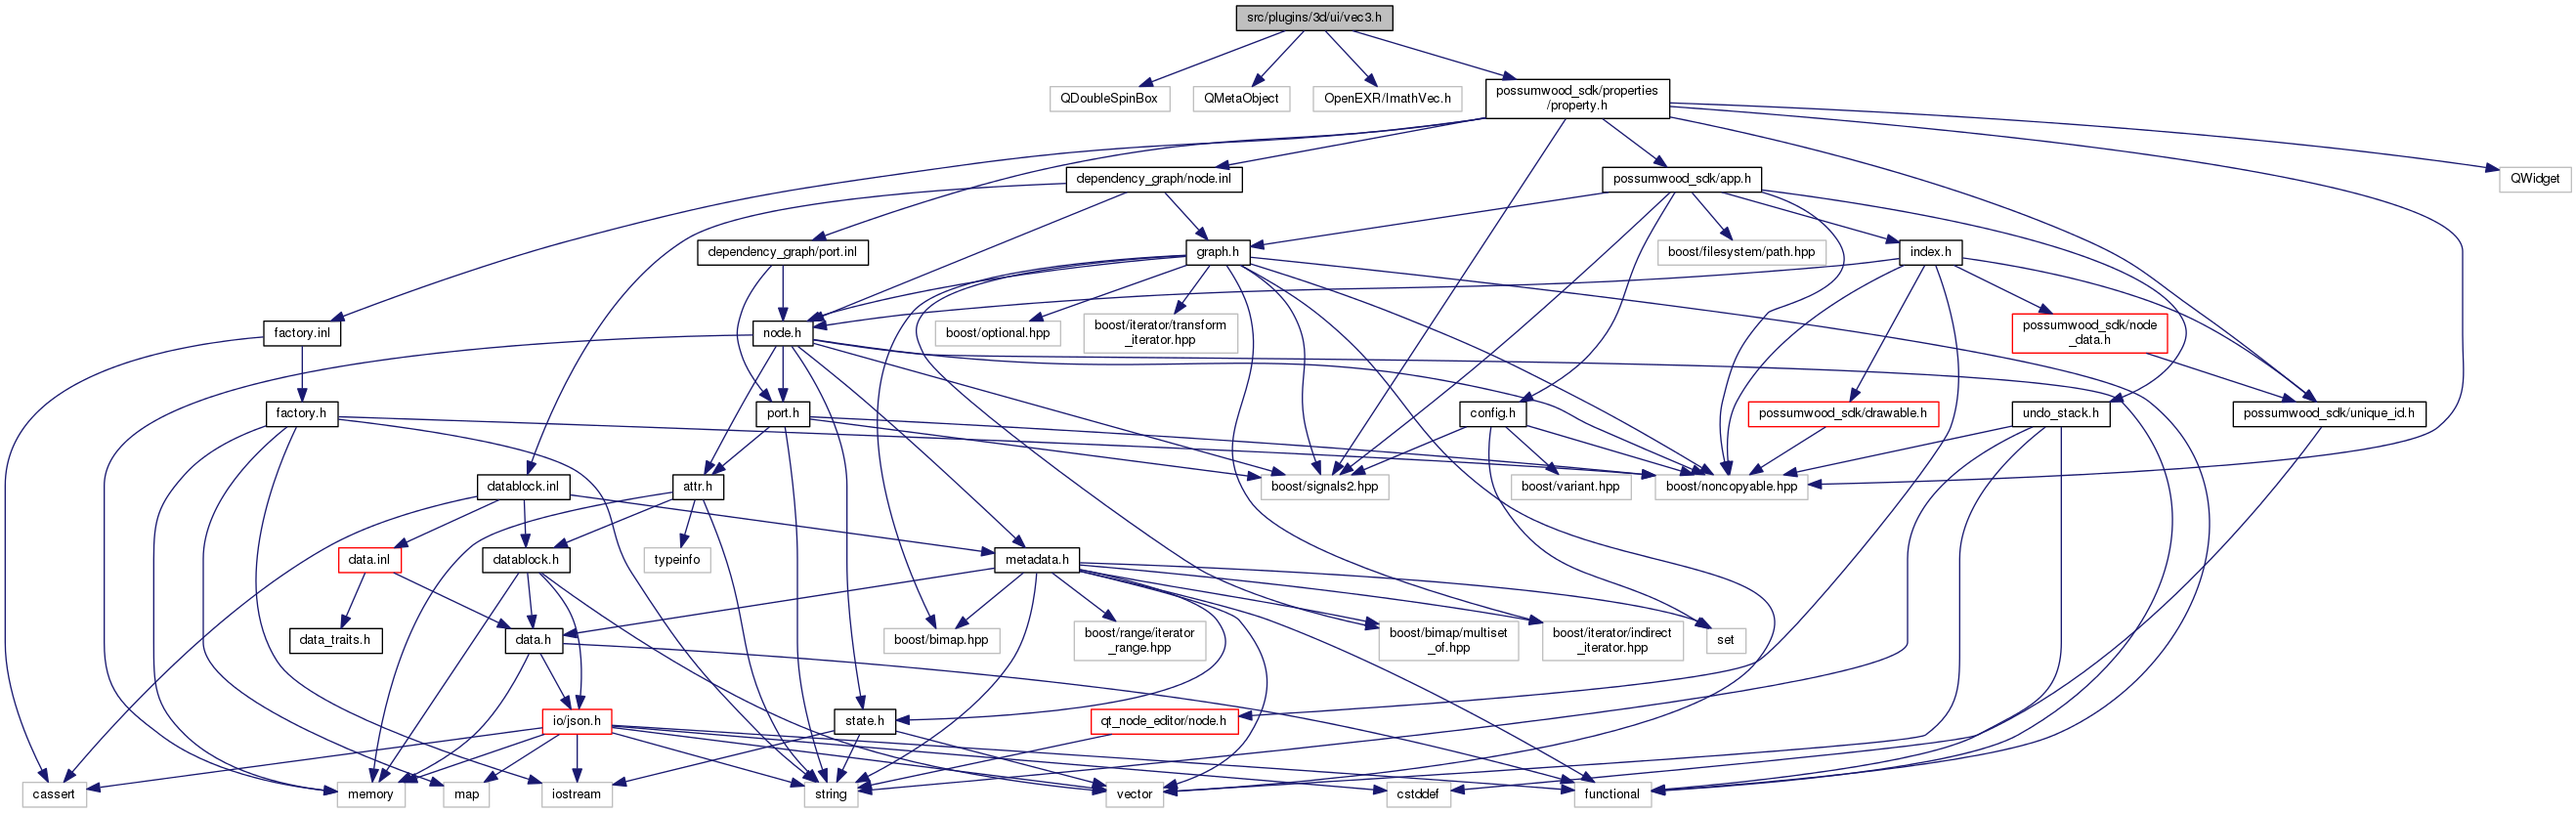 src/plugins/3d/ui/vec3.h
QDoubleSpinBox
QMetaObject
OpenEXR/ImathVec.h
possumwood_sdk/properties
/property.h
dependency_graph/node.inl
possumwood_sdk/app.h
QWidget
dependency_graph/port.inl
graph.h
boost/filesystem/path.hpp
index.h
factory.inl
node.h
boost/optional.hpp
boost/iterator/transform
_iterator.hpp
possumwood_sdk/node
_data.h
factory.h
port.h
config.h
possumwood_sdk/drawable.h
undo_stack.h
possumwood_sdk/unique_id.h
datablock.inl
attr.h
boost/signals2.hpp
boost/variant.hpp
boost/noncopyable.hpp
data.inl
datablock.h
typeinfo
metadata.h
data_traits.h
data.h
boost/bimap.hpp
boost/range/iterator
_range.hpp
boost/bimap/multiset
_of.hpp
boost/iterator/indirect
_iterator.hpp
set
io/json.h
state.h
qt_node_editor/node.h
cassert
memory
map
iostream
string
vector
cstddef
functional